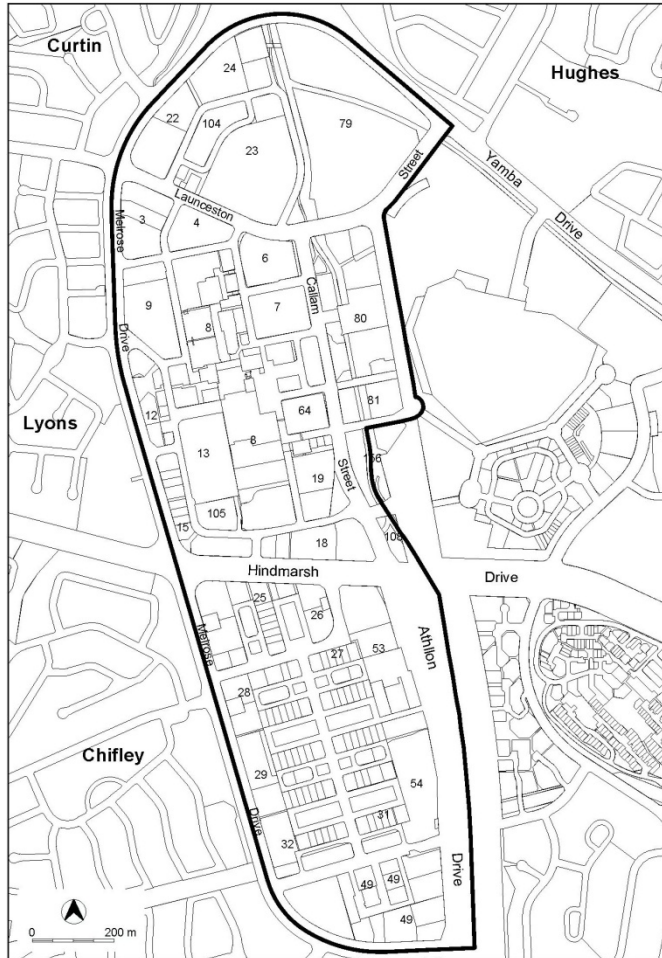 Curtin
Hughes
24
22
104
79
23
Street
Yamba
Drive
Launceston
Melrose
3
4
6
Callam
9
7
8
80
Drive
12
64
81
Lyons
13
8
156
19
Street
105
15
18
108
Hindmarsh
Drive
25
26
Athllon
Melrose
27
53
28
Chifley
29
54
Drive
31
32
49
49
Drive
49
0 200 m